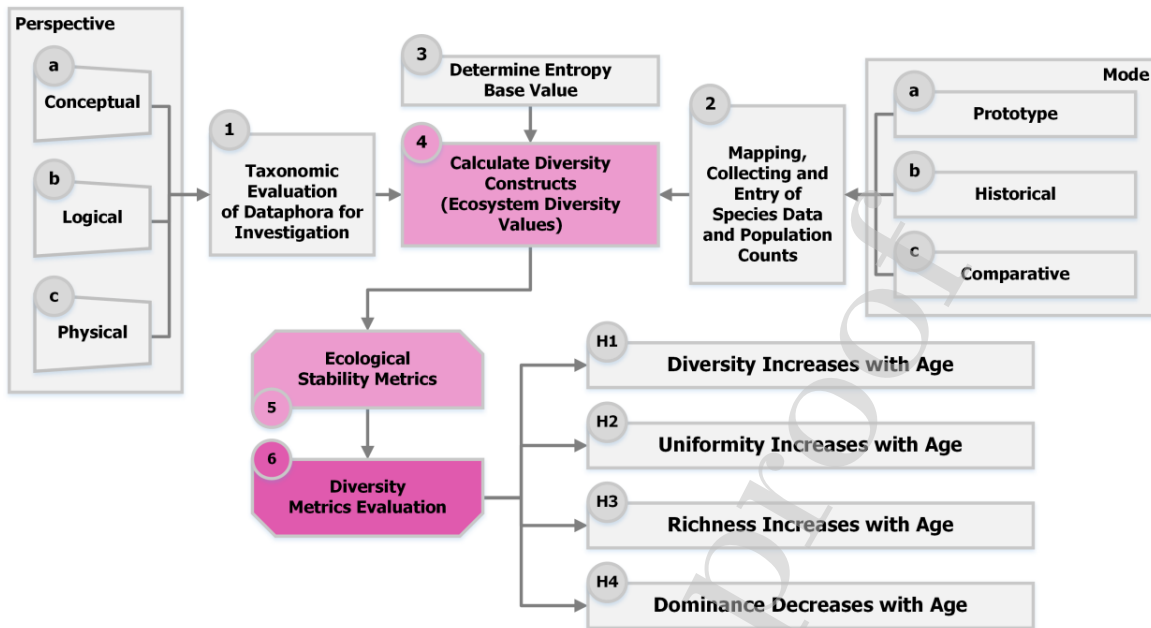 Perspective
a
Conceptual
b
Logical
c
Physical
1
Taxonomic
Evaluation
of Dataphora for
Investigation
3
Determine Entropy
Base Value
4
Calculate Diversity
Constructs
(Ecosystem Diversity
Values)
2
Mapping,
Collecting and
Entry of
Species Data
and Population
Counts
Mode
a
Prototype
b
Historical
c
Comparative
Ecological
Stability Metrics
5
6
Diversity
Metrics Evaluation
H1
Diversity Increases with Age
H2
Uniformity Increases with Age
H3
Richness Increases with Age
H4
Dominance Decreases with Age
proof